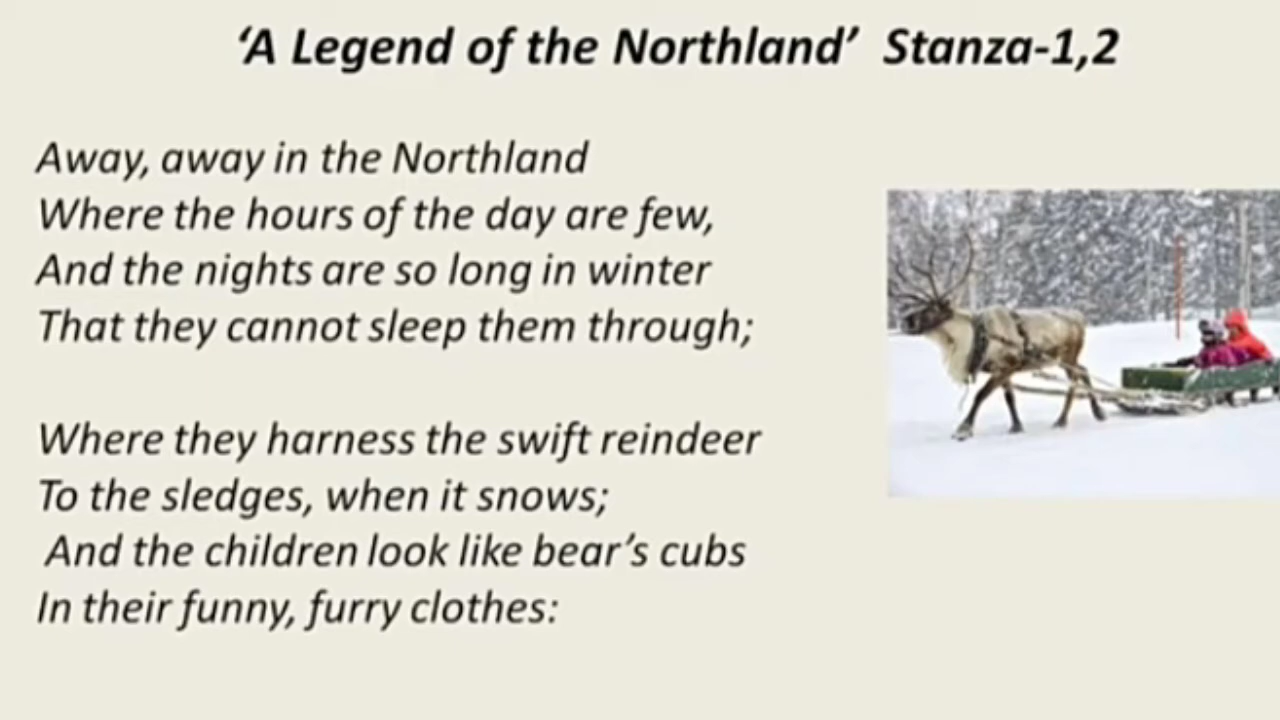 ‘A Legend of the Northland’ Stanza-1,2
Away, away in the Northland
Where the hours of the day are few,
And the nights are so long in winter
That they cannot sleep them through;
Where they harness the swift reindeer
To the sledges, when it snows;
And the children look like bear’s cubs
In their funny, furry clothes: